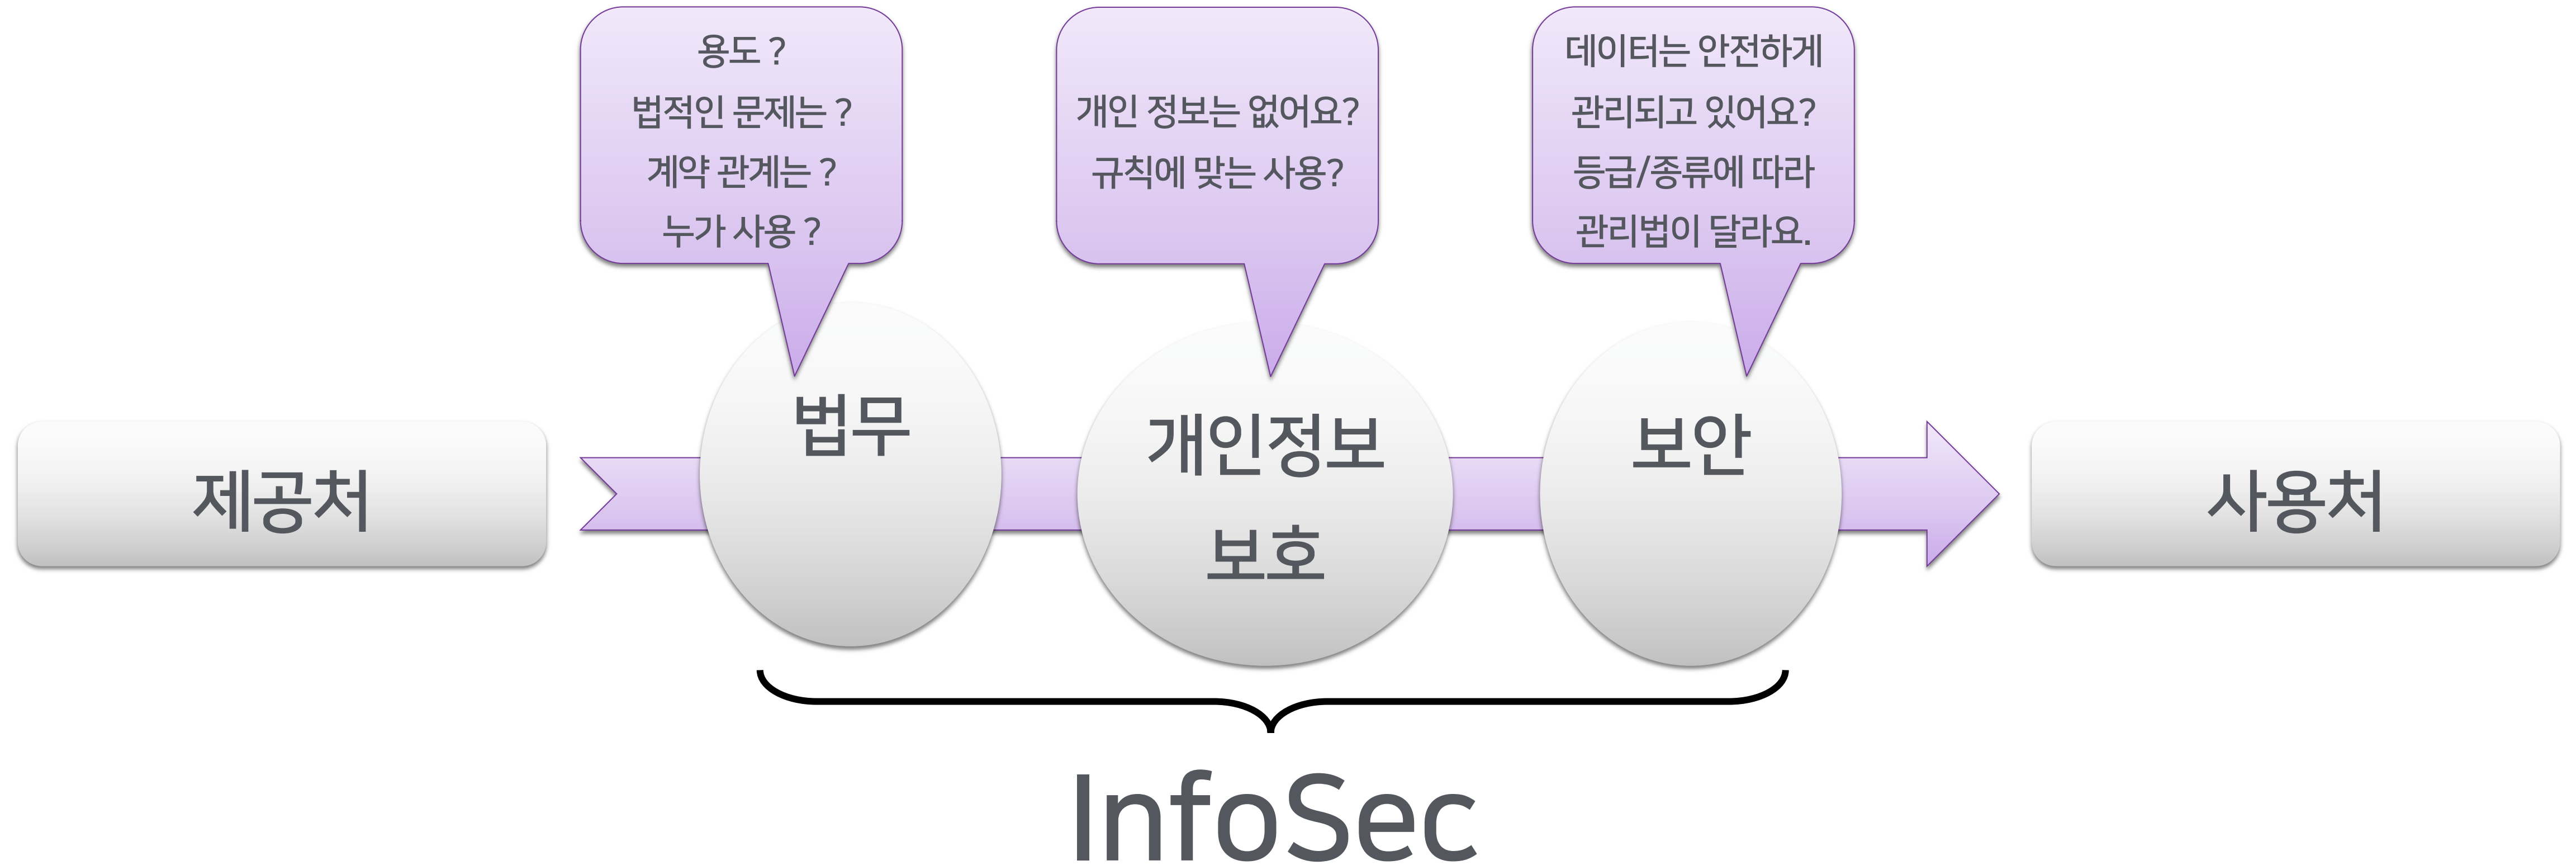 용도 ?
법적인 문제는 ?
계약 관계는 ?
누가 사용 ?
개인 정보는 없어요?
규칙에 맞는 사용?
데이터는 안전하게
관리되고 있어요?
등급/종류에 따라
관리법이 달라요.
제공처
법무
개인정보
보호
보안
사용처
InfoSec